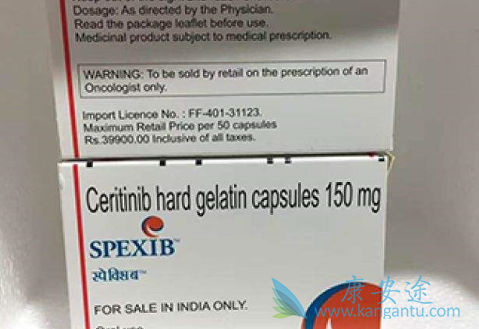 Dosage: As directed by the Physician.
Read the package leaflet before use.
Medicinal product subject to medical prescription.
WARNING: To be sold by retail on the prescription of an
Oncologist only.
Import Licence No. : FF-401-31123.
Maximum Retail Price per 50 capsules
Rs.39900.00 Inclusive of all taxes.
Ceritinib hard gelatin capsules 150 mg
SPEXIB™
स्पेक्सिब™
FOR SALE IN INDIA ONLY.
康安途
www.kangantu.com